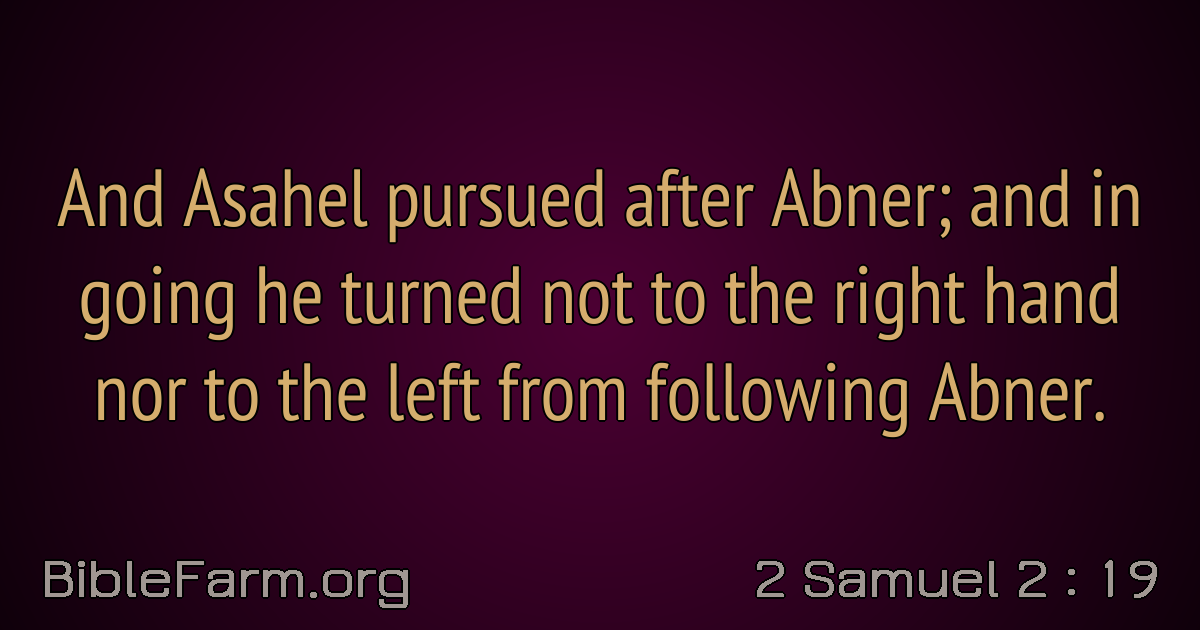 And Asahel pursued after Abner; and in
going he turned not to the right hand
nor to the left from following Abner.
BibleFarm.org
2 Samuel 2 : 19